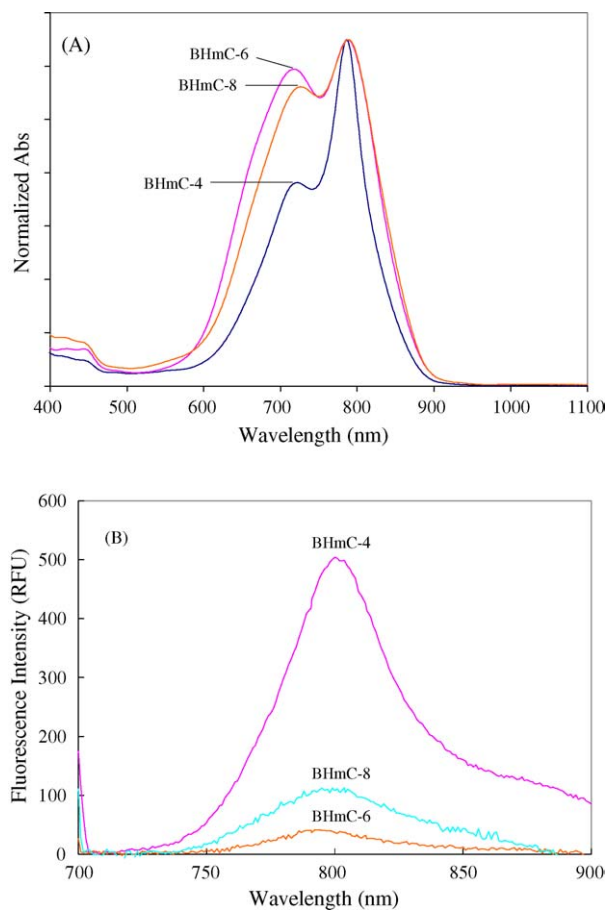 (A)
BHmC-6
BHmC-8
BHmC-4
Normalized Abs
400 500 600 700 800 900 1000 1100
Wavelength (nm)
600
500
400
300
200
100
0
(B)
BHmC-4
BHmC-8
BHmC-6
Fluorescence Intensity (RFU)
700 750 800 850 900
Wavelength (nm)